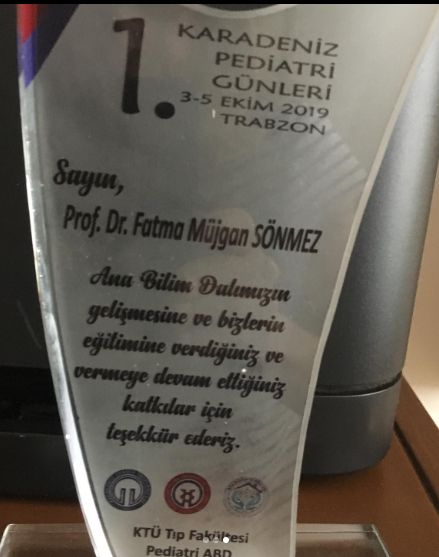 1. KARADENİZ
PEDİATRİ
GÜNLERİ
3-5 EKİM 2019
TRABZON
Sayın,
Prof. Dr. Fatma Müjgan SÖNMEZ
Ana Bilim Dalımızın
gelişmesine ve bizlerin
eğitimine verdiğiniz ve
vermeye devam ettiğiniz
katkılar için
teşekkür ederiz.
KTÜ Tıp Fakültesi
Pediatri ABD